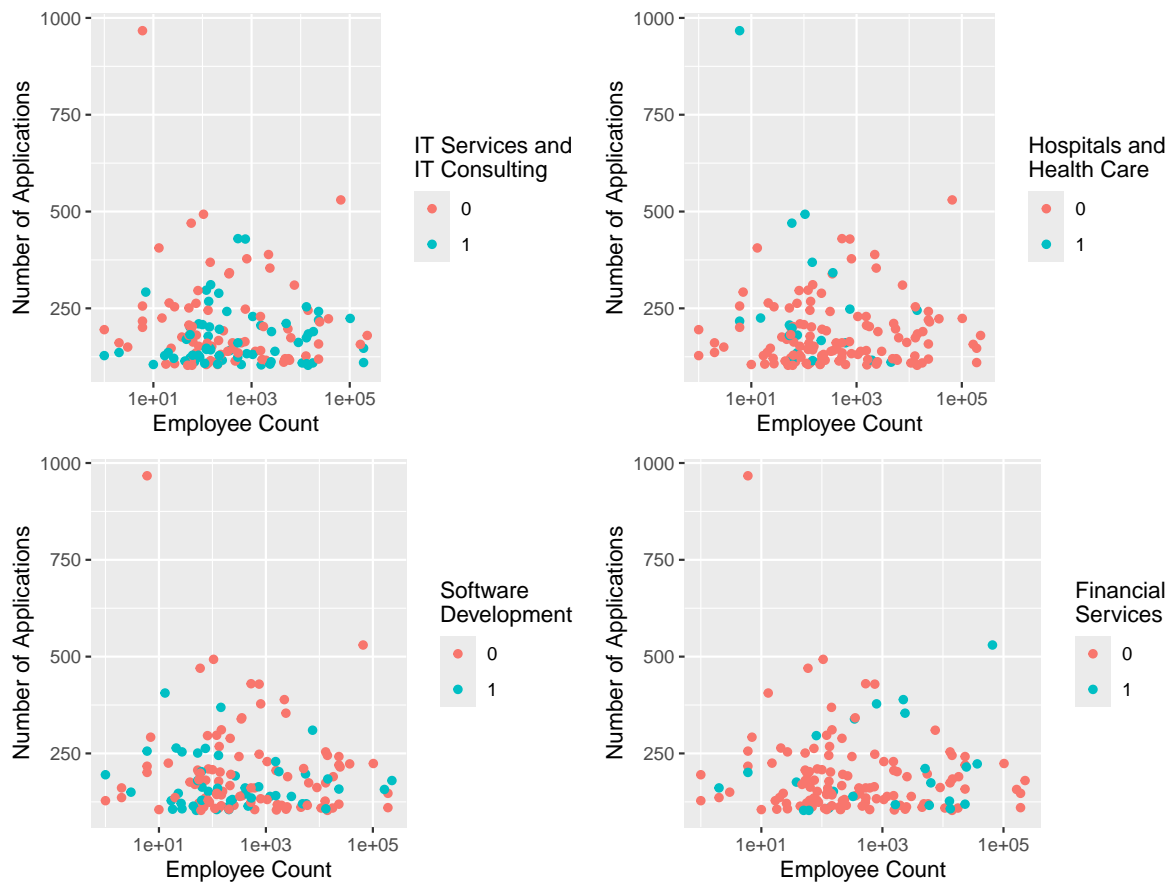 1000
750
500
250
Number of Applications
1e+01
1e+03
1e+05
Employee Count
IT Services and
IT Consulting
0
1
1000
750
500
250
Number of Applications
1e+01
1e+03
1e+05
Employee Count
Hospitals and
Health Care
0
1
1000
750
500
250
Number of Applications
1e+01
1e+03
1e+05
Employee Count
Software
Development
0
1
1000
750
500
250
Number of Applications
1e+01
1e+03
1e+05
Employee Count
Financial
Services
0
1